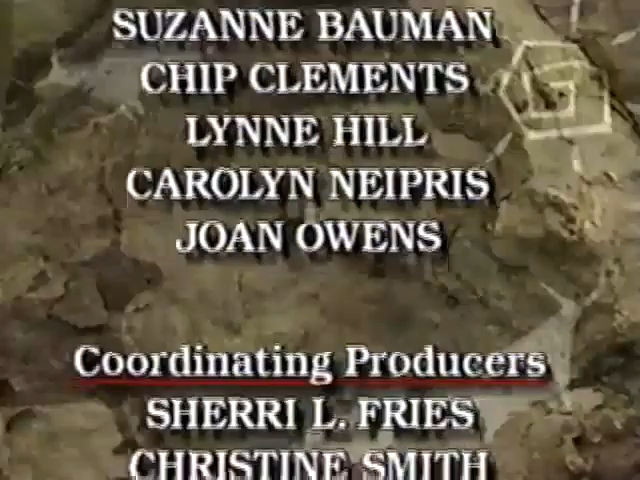 SUZANNE BAUMAN
CHIP CLEMENTS
LYNNE HILL
CAROLYN NEIPRIS
JOAN OWENS
Coordinating Producers
SHERRI L. FRIES
CHRISTINE SMITH